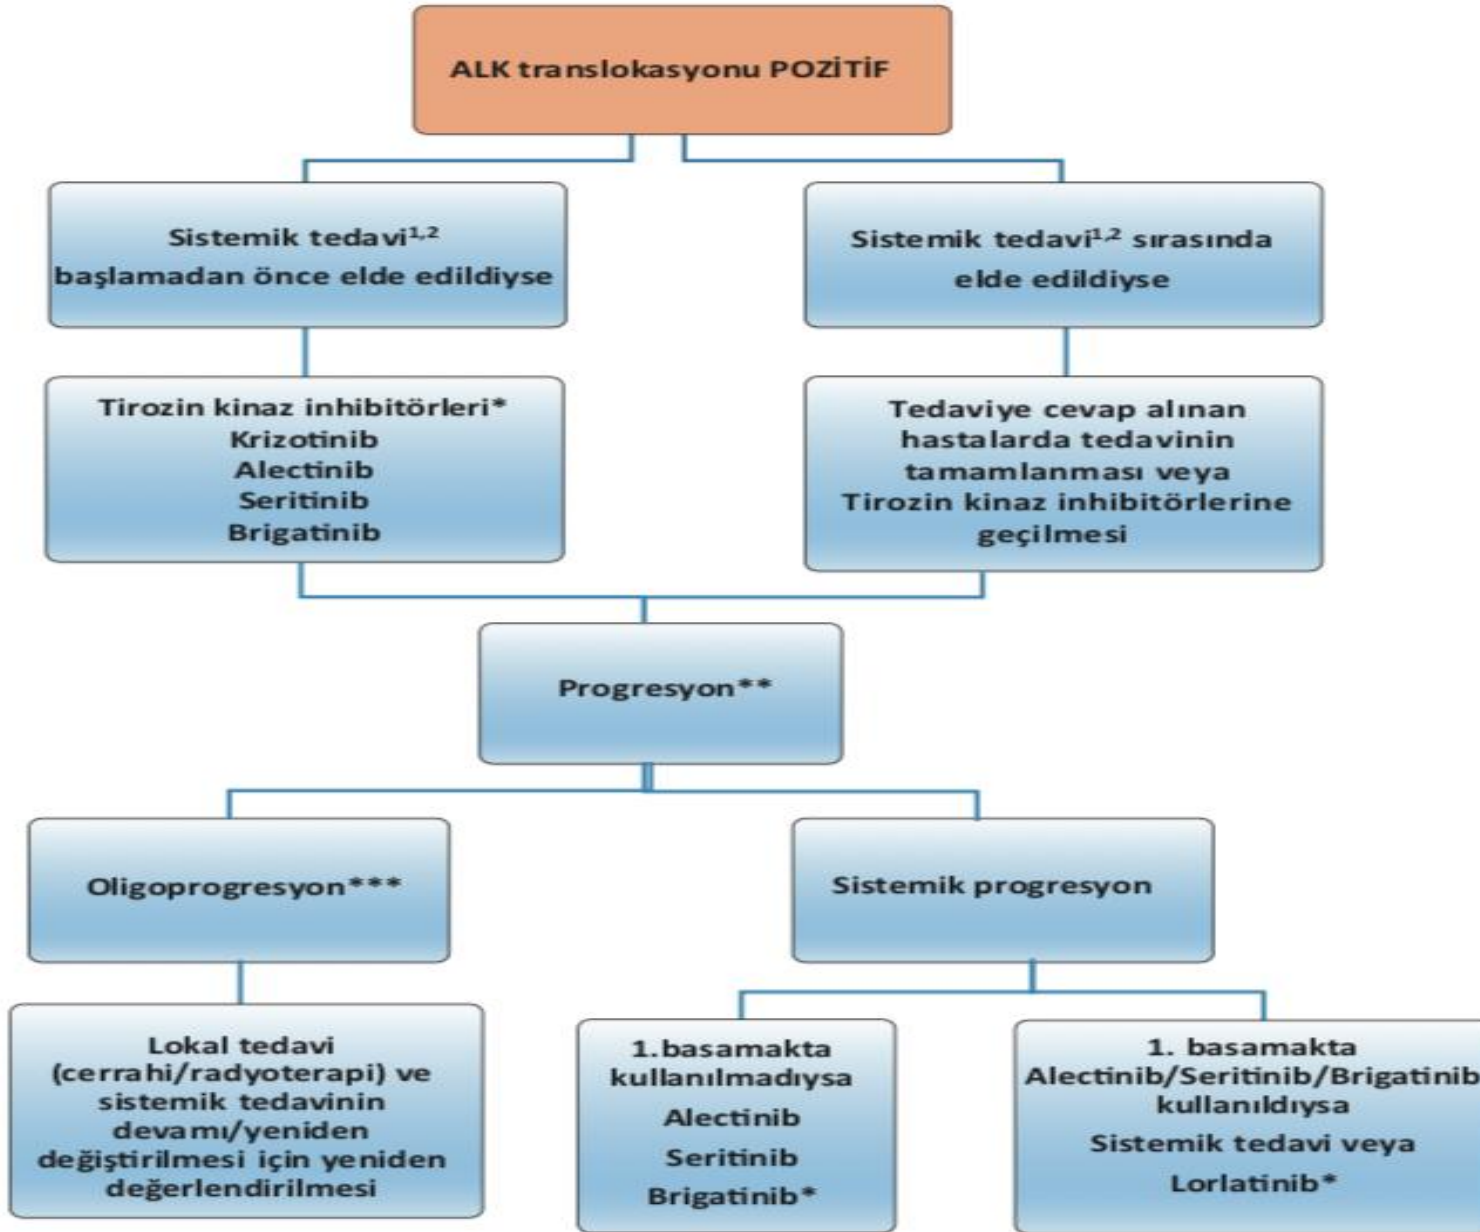 ALK translokasyonu POZİTİF
Sistemik tedavi¹,²
başlamadan önce elde edildiyse
Sistemik tedavi¹,² sırasında
elde edildiyse
Tirozin kinaz inhibitörleri*
Krizotinib
Alectinib
Seritinib
Brigatinib
Tedaviye cevap alınan
hastalarda tedavinin
tamamlanması veya
Tirozin kinaz inhibitörlerine
geçilmesi
Progresyon**
Oligoprogresyon***
Sistemik progresyon
Lokal tedavi
(cerrahi/radyoterapi) ve
sistemik tedavinin
devamı/yeniden
değiştirilmesi için yeniden
değerlendirilmesi
1.basamakta
kullanılmadıysa
Alectinib
Seritinib
Brigatinib*
1. basamakta
Alectinib/Seritinib/Brigatinib
kullanıldıysa
Sistemik tedavi veya
Lorlatinib*